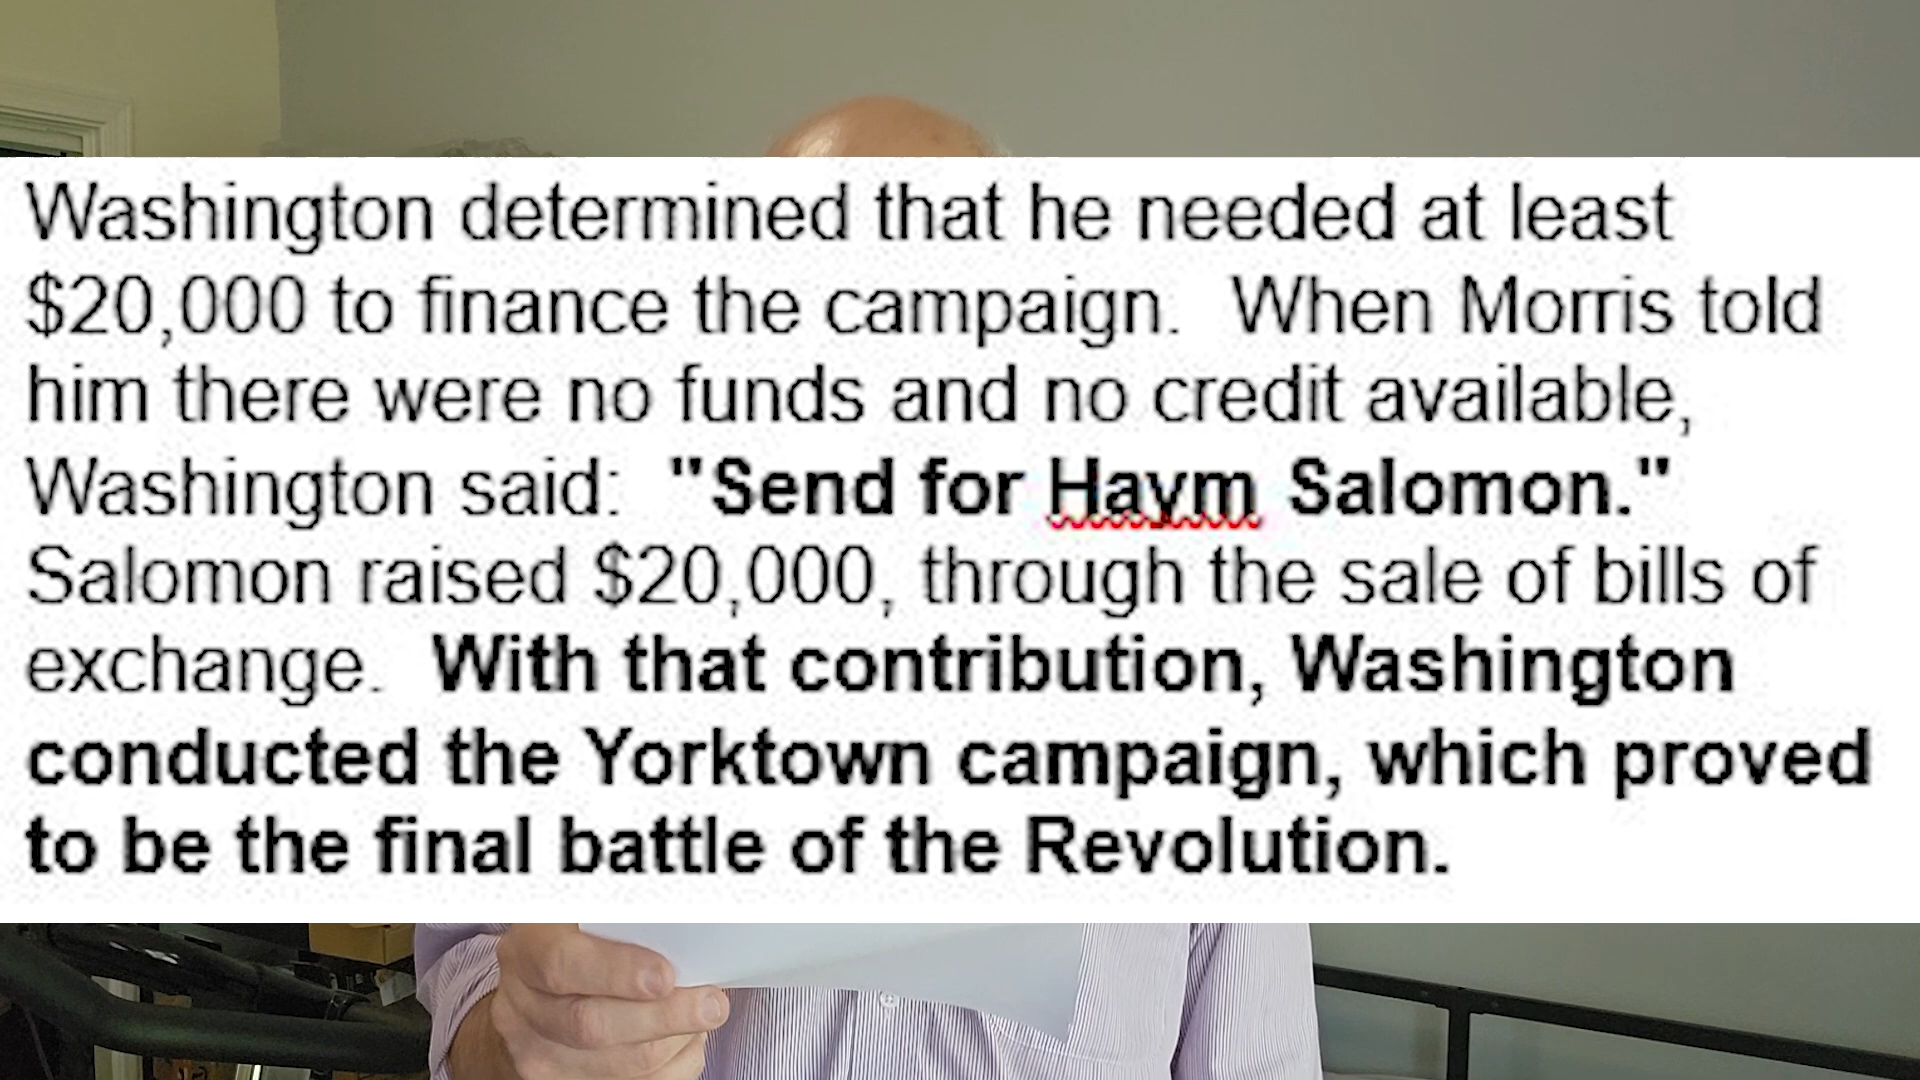 Washington determined that he needed at least
$20,000 to finance the campaign.  When Morris told
him there were no funds and no credit available,
Washington said:  "Send for Haym Salomon."
Salomon raised $20,000, through the sale of bills of
exchange.  With that contribution, Washington
conducted the Yorktown campaign, which proved
to be the final battle of the Revolution.